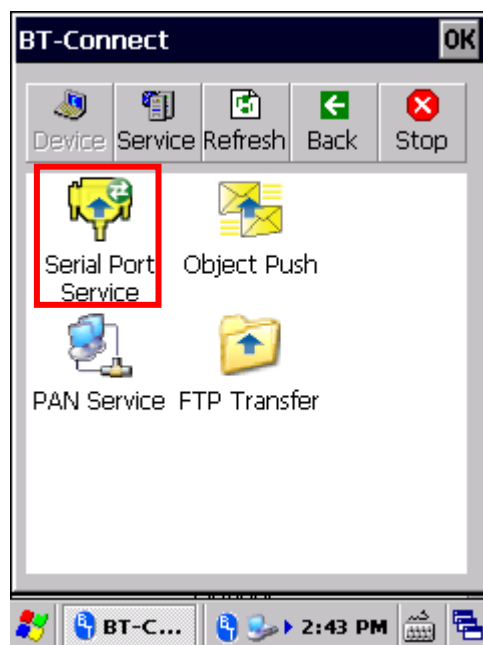 BT-Connect OK
Device Service Refresh Back Stop
Serial Port Service Object Push
PAN Service FTP Transfer
BT-C... 2:43 PM